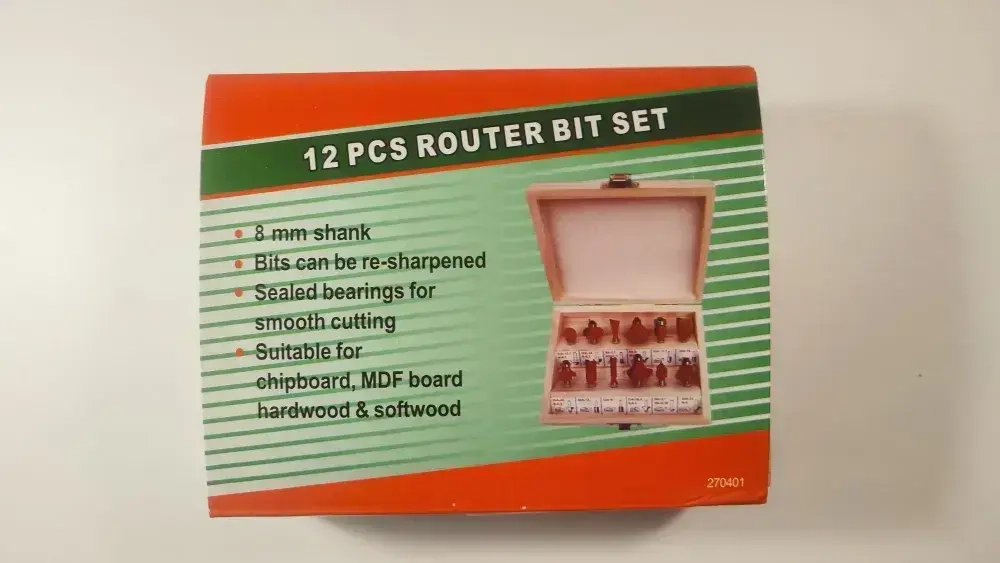 12 PCS ROUTER BIT SET
• 8 mm shank
• Bits can be re-sharpened
• Sealed bearings for
smooth cutting
• Suitable for
chipboard, MDF board
hardwood & softwood
270401